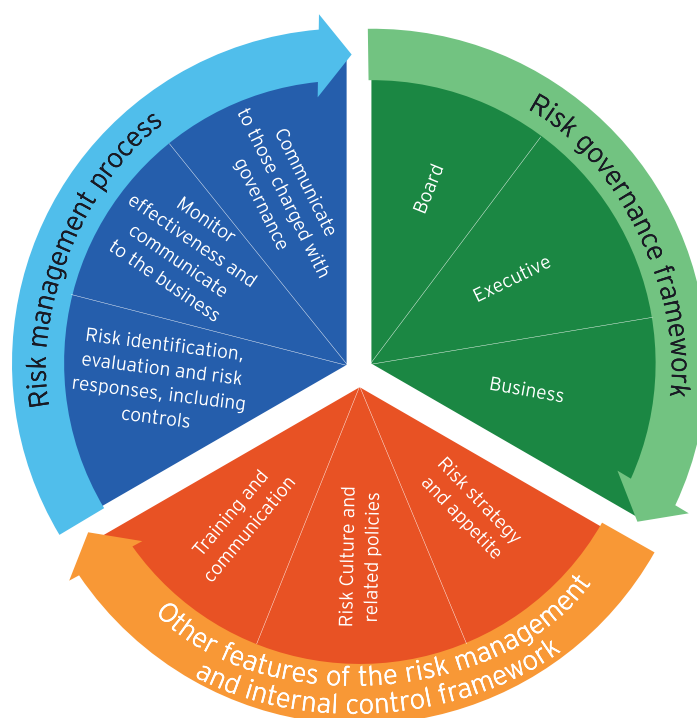 Risk management process
Communicate
to those charged with
governance
Monitor
effectiveness and
communicate
to the business
Risk identification,
evaluation and risk
responses, including
controls
Risk governance framework
Board
Executive
Business
Risk strategy
and appetite
Risk Culture and
related policies
Training and
communication
Other features of the risk management
and internal control framework